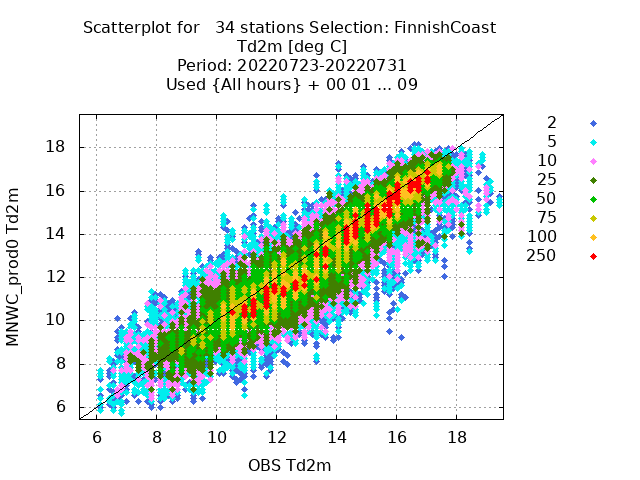 Scatterplot for   34 stations Selection: FinnishCoast
Td2m [deg C]
Period: 20220723-20220731
Used {All hours} + 00 01 ... 09
MNWC_prod0 Td2m
18
16
14
12
10
8
6
6 8 10 12 14 16 18
OBS Td2m
2
5
10
25
50
75
100
250